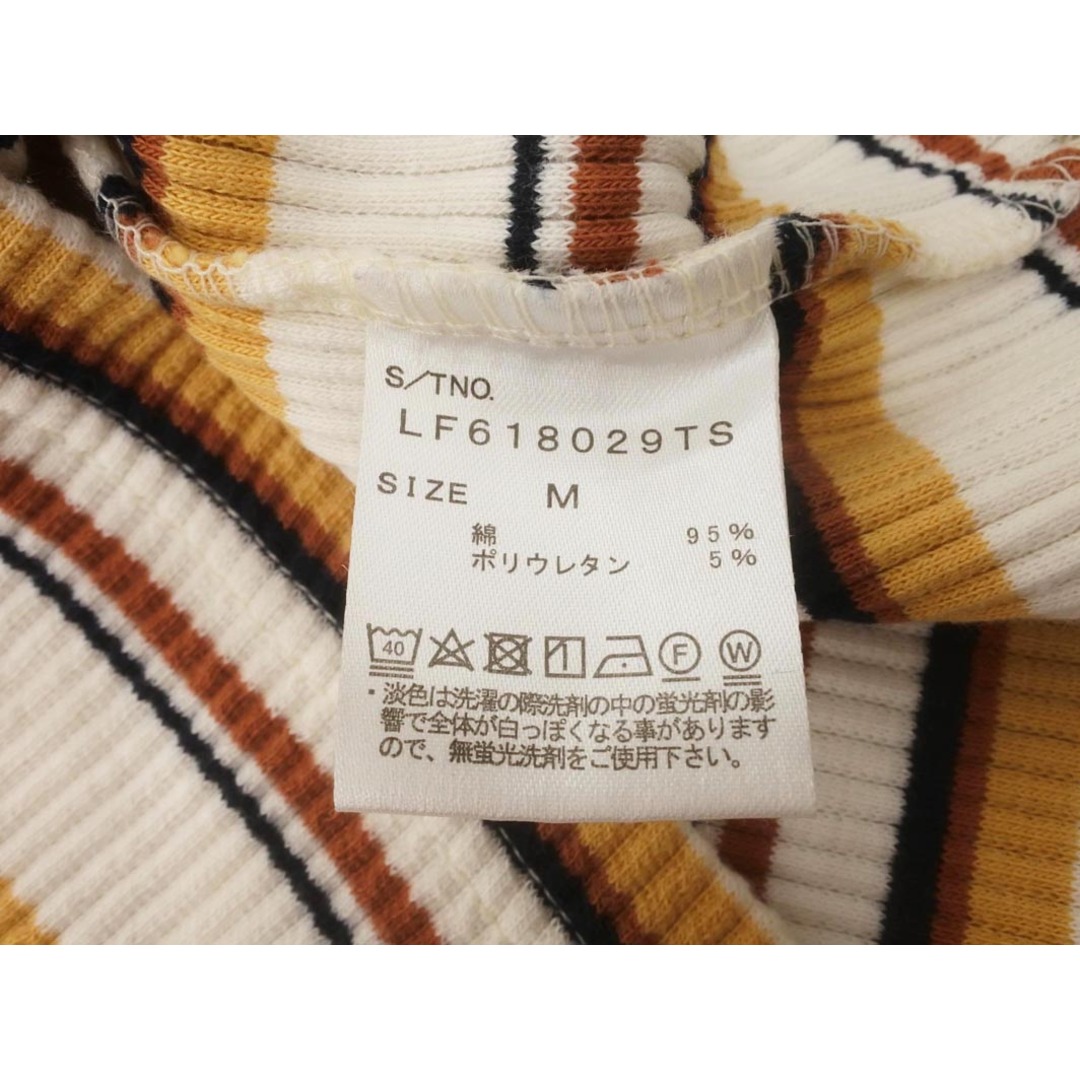 S/TNO.
LF618029TS
SIZE M
綿 95%
ポリウレタン 5%
40 F W
・淡色は洗濯の際洗剤の中の蛍光剤の影
響で全体が白っぽくなる事があります
ので、無蛍光洗剤をご使用下さい。